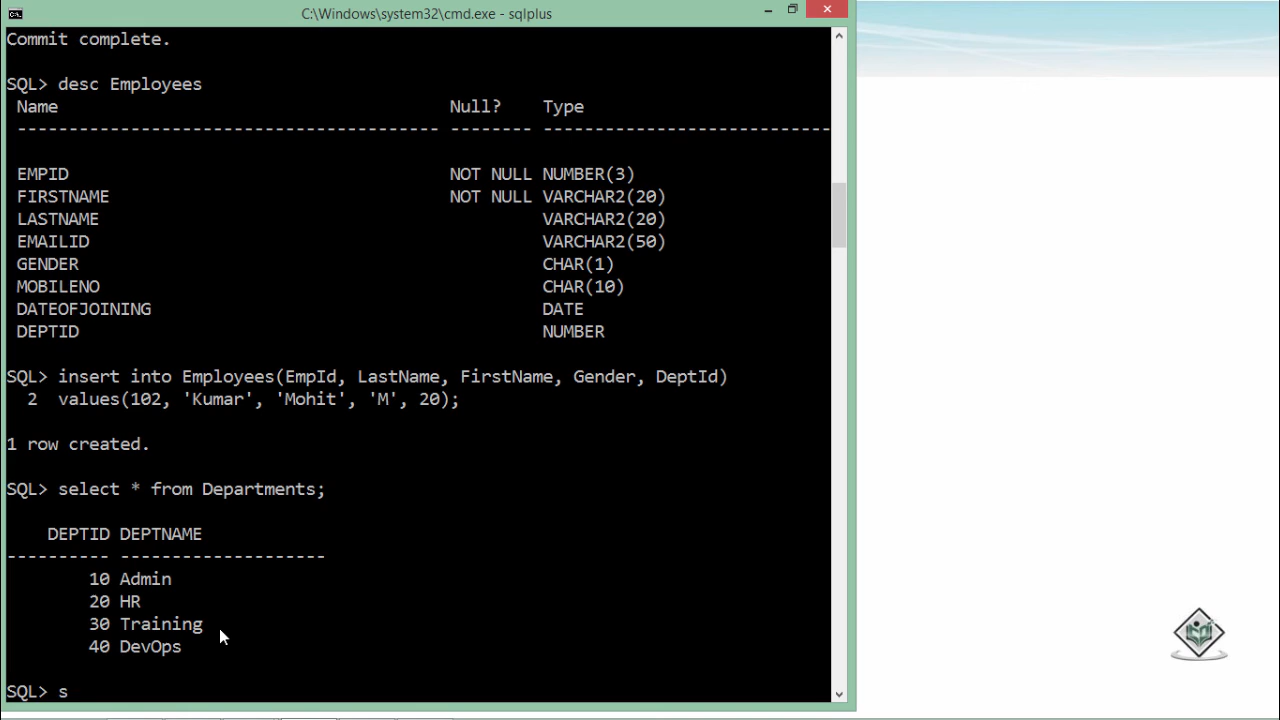 C:\Windows\system32\cmd.exe - sqlplus
Commit complete.
SQL> desc Employees
Name Null? Type
----------------------------------------- -------- ----------------------------
EMPID NOT NULL NUMBER(3)
FIRSTNAME NOT NULL VARCHAR2(20)
LASTNAME VARCHAR2(20)
EMAILID VARCHAR2(50)
GENDER CHAR(1)
MOBILENO CHAR(10)
DATEOFJOINING DATE
DEPTID NUMBER
SQL> insert into Employees(EmpId, LastName, FirstName, Gender, DeptId)
2 values(102, 'Kumar', 'Mohit', 'M', 20);
1 row created.
SQL> select * from Departments;
DEPTID DEPTNAME
---------- --------------------
10 Admin
20 HR
30 Training
40 DevOps
SQL> s